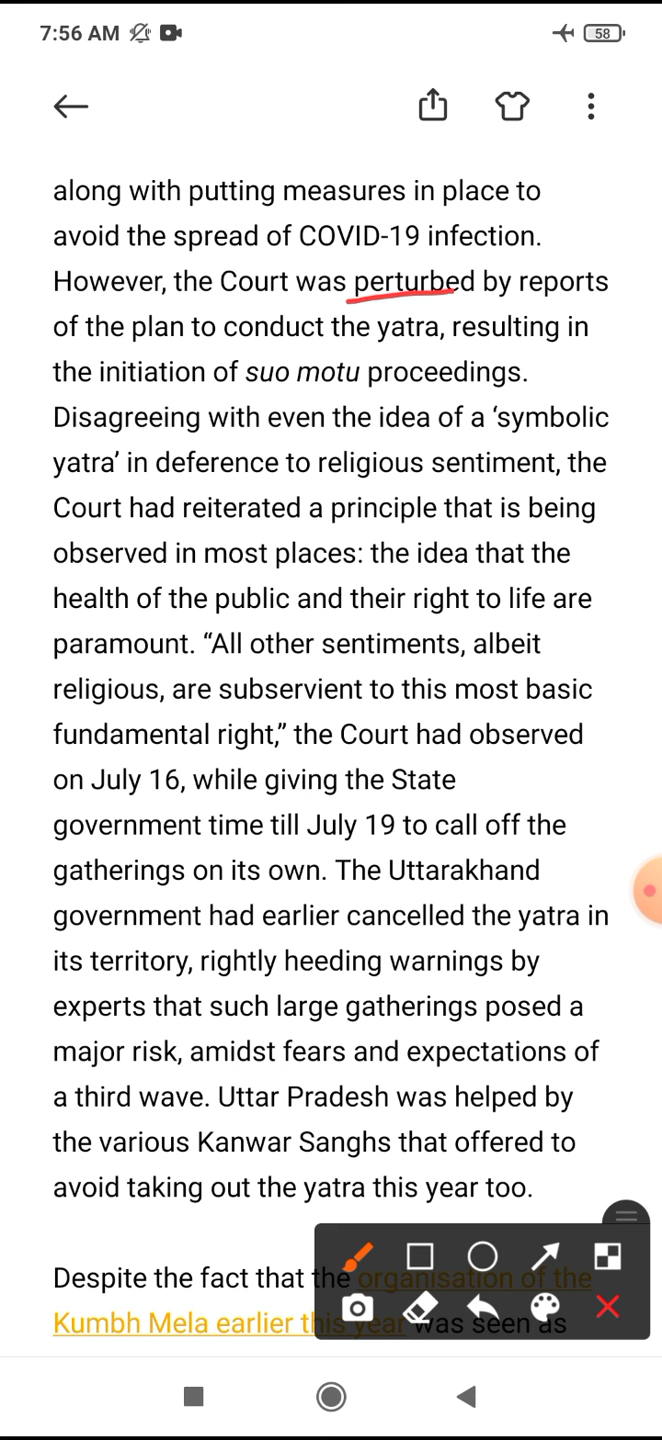 7:56 AM
58
along with putting measures in place to
avoid the spread of COVID-19 infection.
However, the Court was perturbed by reports
of the plan to conduct the yatra, resulting in
the initiation of suo motu proceedings.
Disagreeing with even the idea of a ‘symbolic
yatra’ in deference to religious sentiment, the
Court had reiterated a principle that is being
observed in most places: the idea that the
health of the public and their right to life are
paramount. “All other sentiments, albeit
religious, are subservient to this most basic
fundamental right,” the Court had observed
on July 16, while giving the State
government time till July 19 to call off the
gatherings on its own. The Uttarakhand
government had earlier cancelled the yatra in
its territory, rightly heeding warnings by
experts that such large gatherings posed a
major risk, amidst fears and expectations of
a third wave. Uttar Pradesh was helped by
the various Kanwar Sanghs that offered to
avoid taking out the yatra this year too.
Despite the fact that the organisation of the
Kumbh Mela earlier this year was seen as